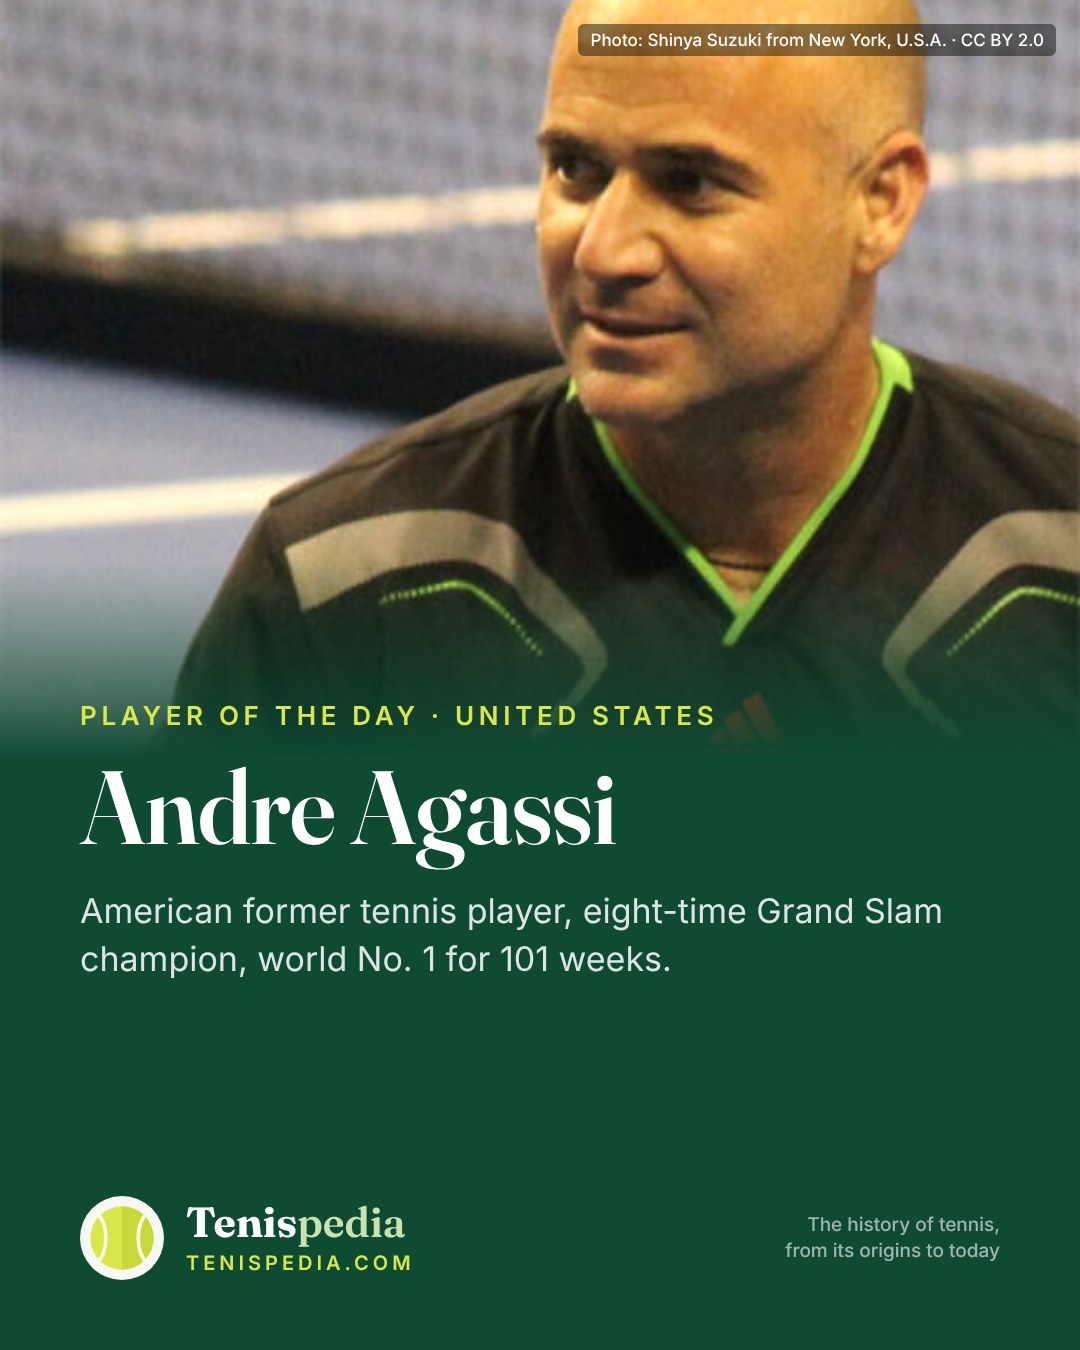 Photo: Shinya Suzuki from New York, U.S.A. · CC BY 2.0
PLAYER OF THE DAY · UNITED STATES
Andre Agassi
American former tennis player, eight-time Grand Slam
champion, world No. 1 for 101 weeks.
Tenispedia
TENISPEDIA.COM
The history of tennis,
from its origins to today